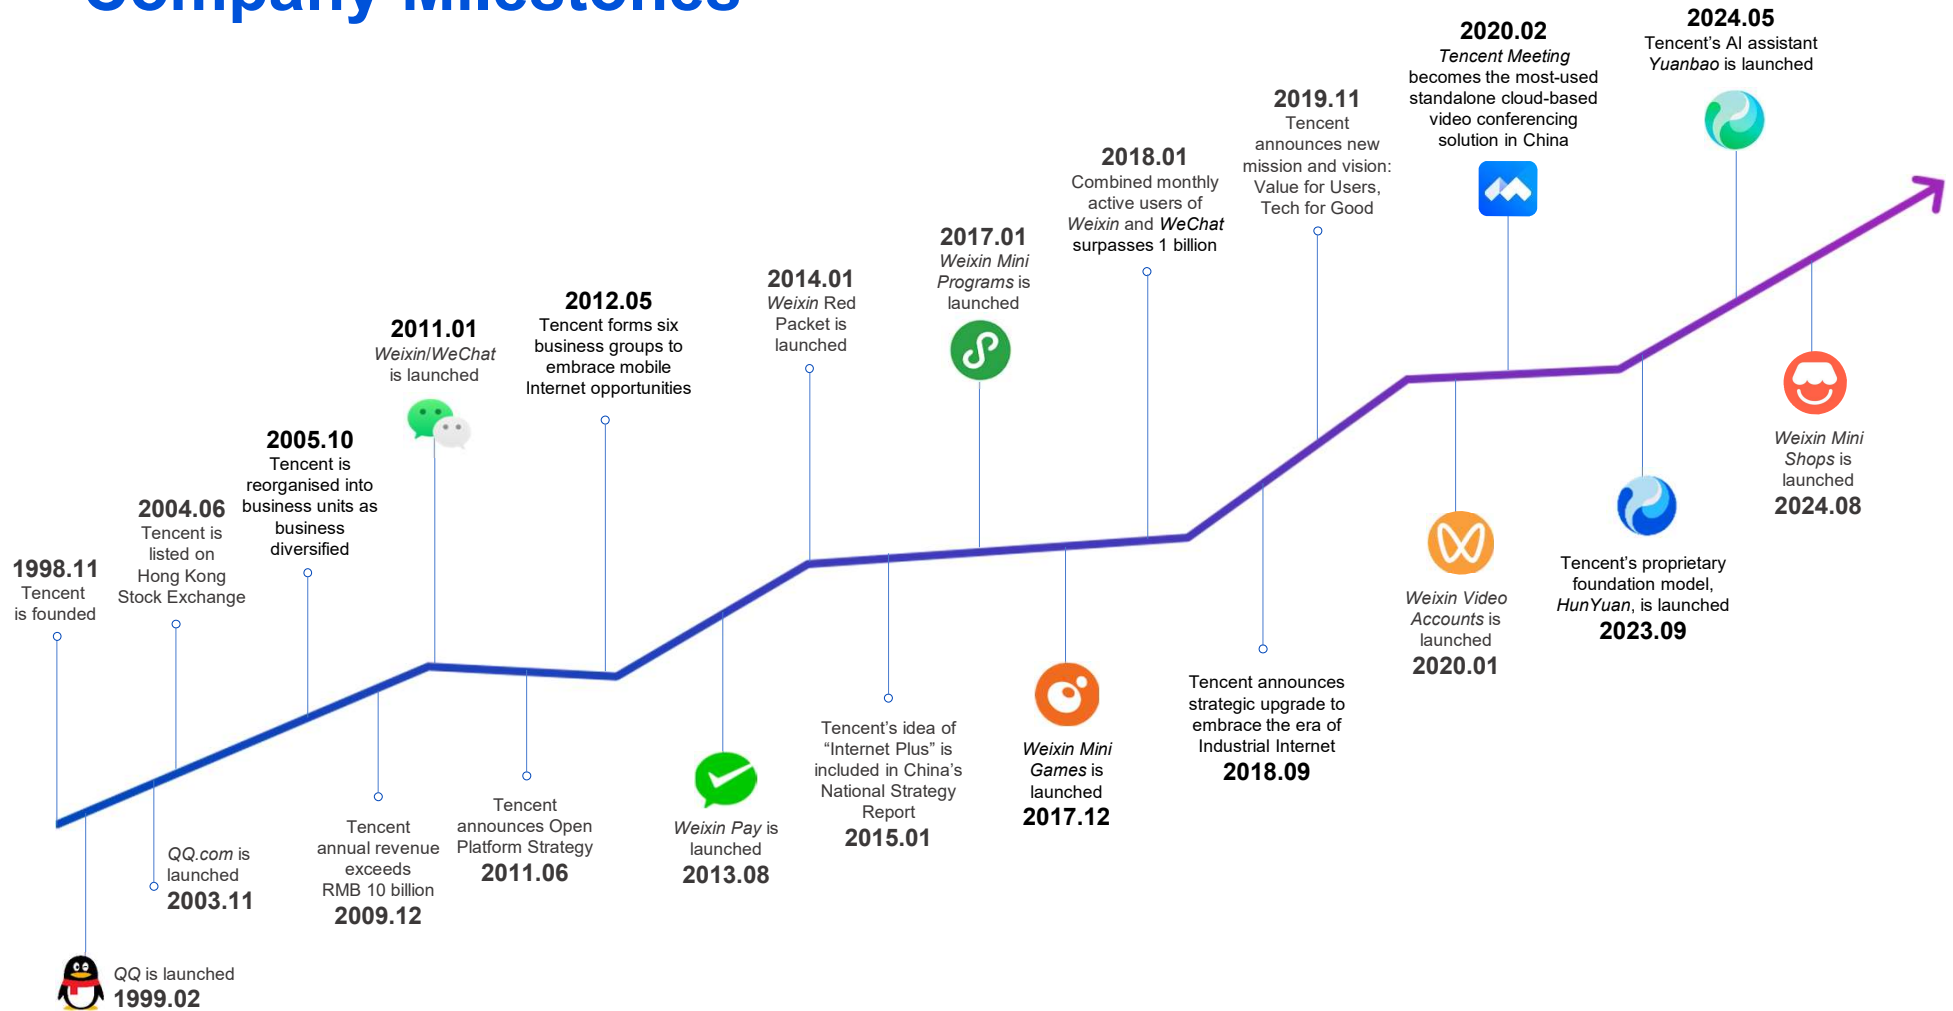 Company Milestones
1998.11
Tencent
is founded
QQ is launched
1999.02
QQ.com is
launched
2003.11
2004.06
Tencent is
listed on
Hong Kong
Stock Exchange
2005.10
Tencent is
reorganised into
business units as
business
diversified
Tencent
annual revenue
exceeds
RMB 10 billion
2009.12
2011.01
Weixin/WeChat
is launched
Tencent
announces Open
Platform Strategy
2011.06
2012.05
Tencent forms six
business groups to
embrace mobile
Internet opportunities
Weixin Pay is
launched
2013.08
2014.01
Weixin Red
Packet is
launched
Tencent’s idea of
“Internet Plus” is
included in China’s
National Strategy
Report
2015.01
2017.01
Weixin Mini
Programs is
launched
Weixin Mini
Games is
launched
2017.12
2018.01
Combined monthly
active users of
Weixin and WeChat
surpasses 1 billion
Tencent announces
strategic upgrade to
embrace the era of
Industrial Internet
2018.09
2019.11
Tencent
announces new
mission and vision:
Value for Users,
Tech for Good
Weixin Video
Accounts is
launched
2020.01
2020.02
Tencent Meeting
becomes the most-used
standalone cloud-based
video conferencing
solution in China
Tencent’s proprietary
foundation model,
HunYuan, is launched
2023.09
2024.05
Tencent’s AI assistant
Yuanbao is launched
Weixin Mini
Shops is
launched
2024.08